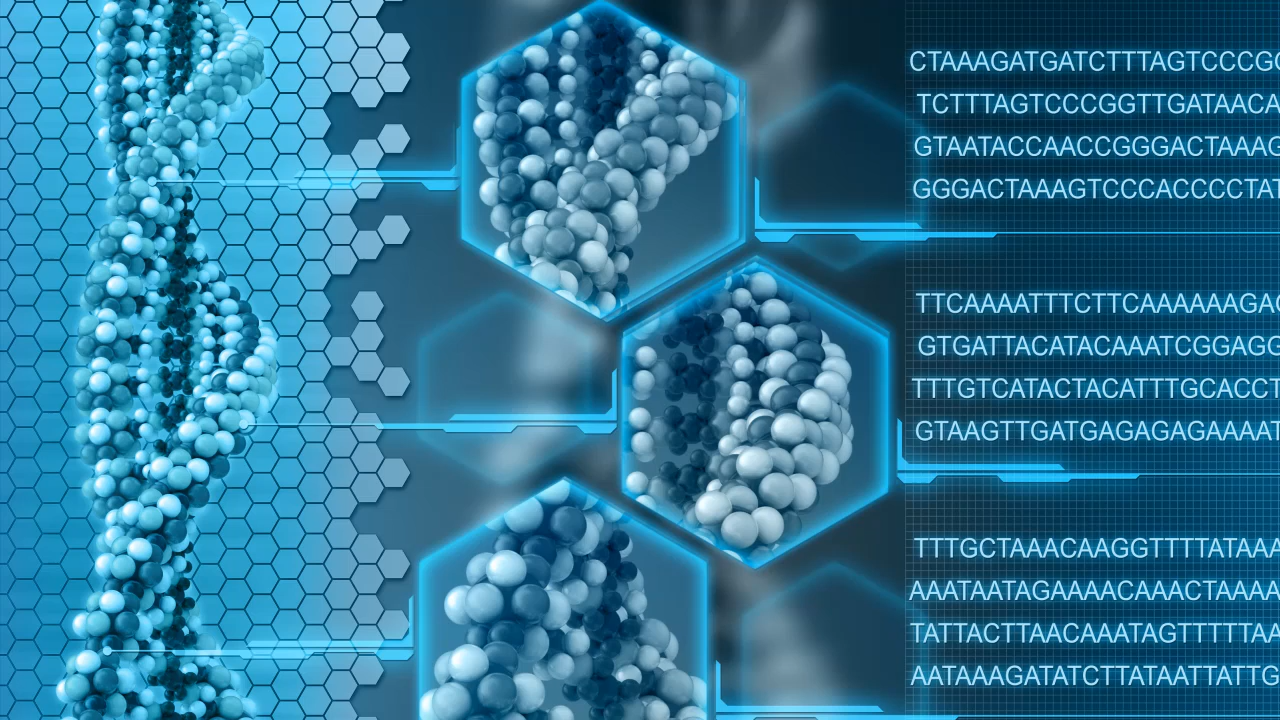 CTAAAGATGATCTTTAGTCCCG
TCTTTAGTCCCGGTTGATAACA
GTAATACCAACCGGGACTAAAG
GGGACTAAAGTCCCACCCCTAT
TTCAAAATTTCTTCAAAAAAGA
GTGATTACATACAAATCGGAGG
TTTGTCATACTACATTTGCACCT
GTAAGTTGATGAGAGAGAAAAT
TTTGCTAAACAAGGTTTTATAAA
AAATAATAGAAAACAAACTAAAA
TATTACTTAACAAATAGTTTTTAA
AATAAAGATATCTTATAATTATTG